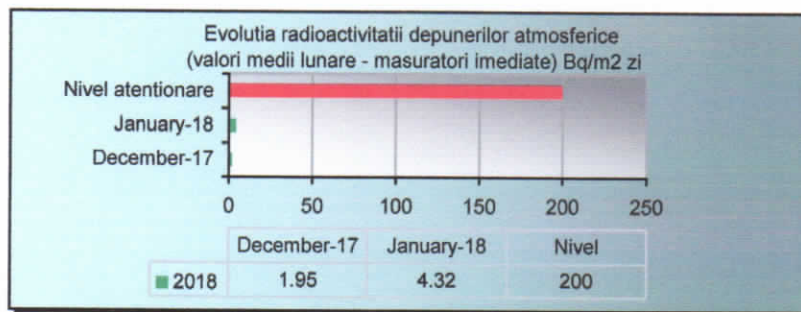 Evolutia radioactivitatii depunerilor atmosferice
(valori medii lunare - masuratori imediate) Bq/m2 zi
Nivel atentionare
January-18
December-17
0 50 100 150 200 250
December-17 January-18 Nivel
2018 1.95 4.32 200